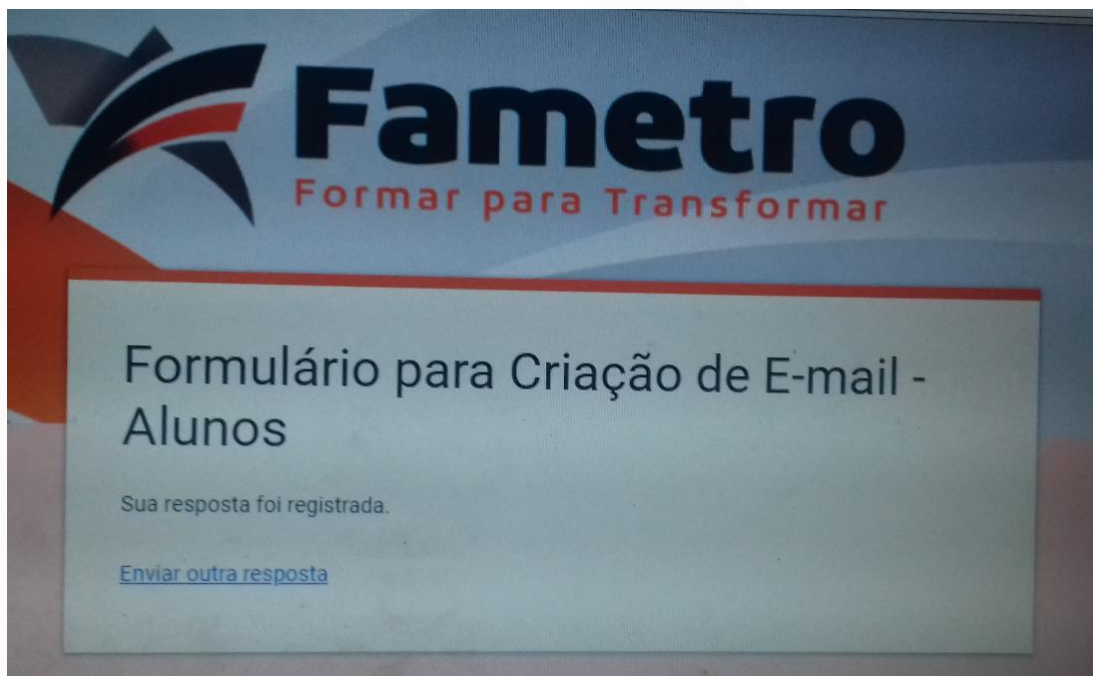 Fametro
Formar para Transformar
Formulário para Criação de E-mail -
Alunos
Sua resposta foi registrada.
Enviar outra resposta